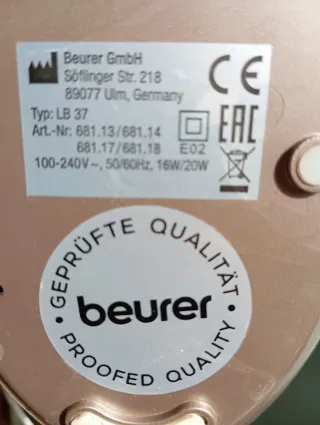 Beurer GmbH
Söflinger Str. 218
89077 Ulm, Germany
CE
Typ: LB 37
Art.-Nr: 681.13/681.14
681.17/681.18
E02
EAC
100-240V~, 50/60Hz, 16W/20W
• GEPRÜFTE QUALITÄT •
beurer
PROOFED QUALITY